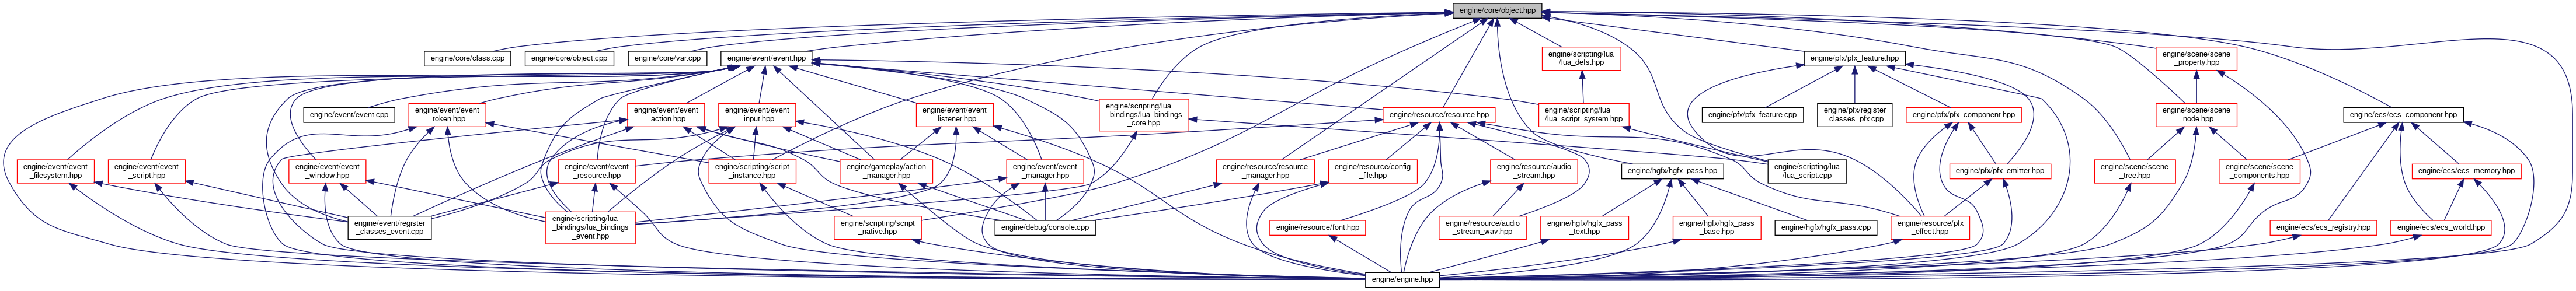 engine/core/object.hpp
engine/core/class.cpp
engine/core/object.cpp
engine/core/var.cpp
engine/event/event.hpp
engine/scripting/lua
/lua_defs.hpp
engine/pfx/pfx_feature.hpp
engine/scene/scene
_property.hpp
engine/event/event.cpp
engine/event/event
_token.hpp
engine/event/event
_action.hpp
engine/event/event
_input.hpp
engine/event/event
_listener.hpp
engine/scripting/lua
_bindings/lua_bindings
_core.hpp
engine/resource/resource.hpp
engine/scripting/lua
/lua_script_system.hpp
engine/pfx/pfx_feature.cpp
engine/pfx/register
_classes_pfx.cpp
engine/pfx/pfx_component.hpp
engine/scene/scene
_node.hpp
engine/ecs/ecs_component.hpp
engine/event/event
_filesystem.hpp
engine/event/event
_script.hpp
engine/event/event
_window.hpp
engine/event/event
_resource.hpp
engine/scripting/script
_instance.hpp
engine/gameplay/action
_manager.hpp
engine/event/event
_manager.hpp
engine/resource/resource
_manager.hpp
engine/resource/config
_file.hpp
engine/resource/audio
_stream.hpp
engine/hgfx/hgfx_pass.hpp
engine/scripting/lua
/lua_script.cpp
engine/pfx/pfx_emitter.hpp
engine/scene/scene
_tree.hpp
engine/scene/scene
_components.hpp
engine/ecs/ecs_memory.hpp
engine/event/register
_classes_event.cpp
engine/scripting/lua
_bindings/lua_bindings
_event.hpp
engine/scripting/script
_native.hpp
engine/debug/console.cpp
engine/resource/font.hpp
engine/resource/audio
_stream_wav.hpp
engine/hgfx/hgfx_pass
_text.hpp
engine/hgfx/hgfx_pass
_base.hpp
engine/hgfx/hgfx_pass.cpp
engine/resource/pfx
_effect.hpp
engine/ecs/ecs_registry.hpp
engine/ecs/ecs_world.hpp
engine/engine.hpp